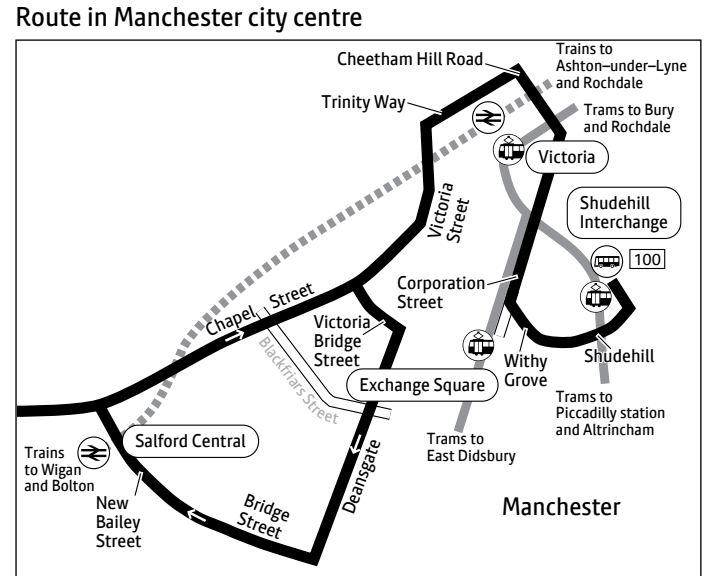 Route in Manchester city centre
Cheetham Hill Road
Trains to
Ashton–under–Lyne
and Rochdale
Trinity Way
Trams to Bury
and Rochdale
Victoria
Shudehill
Interchange
100
Victoria
Street
Corporation
Street
Chapel Street
Victoria
Bridge
Street
Blackfriars Street
Withy
Grove
Shudehill
Exchange Square
Trams to
Piccadilly station
and Altrincham
Trams to
East Didsbury
Salford Central
Trains
to Wigan
and Bolton
New
Bailey
Street
Bridge
Street
Deansgate
Manchester